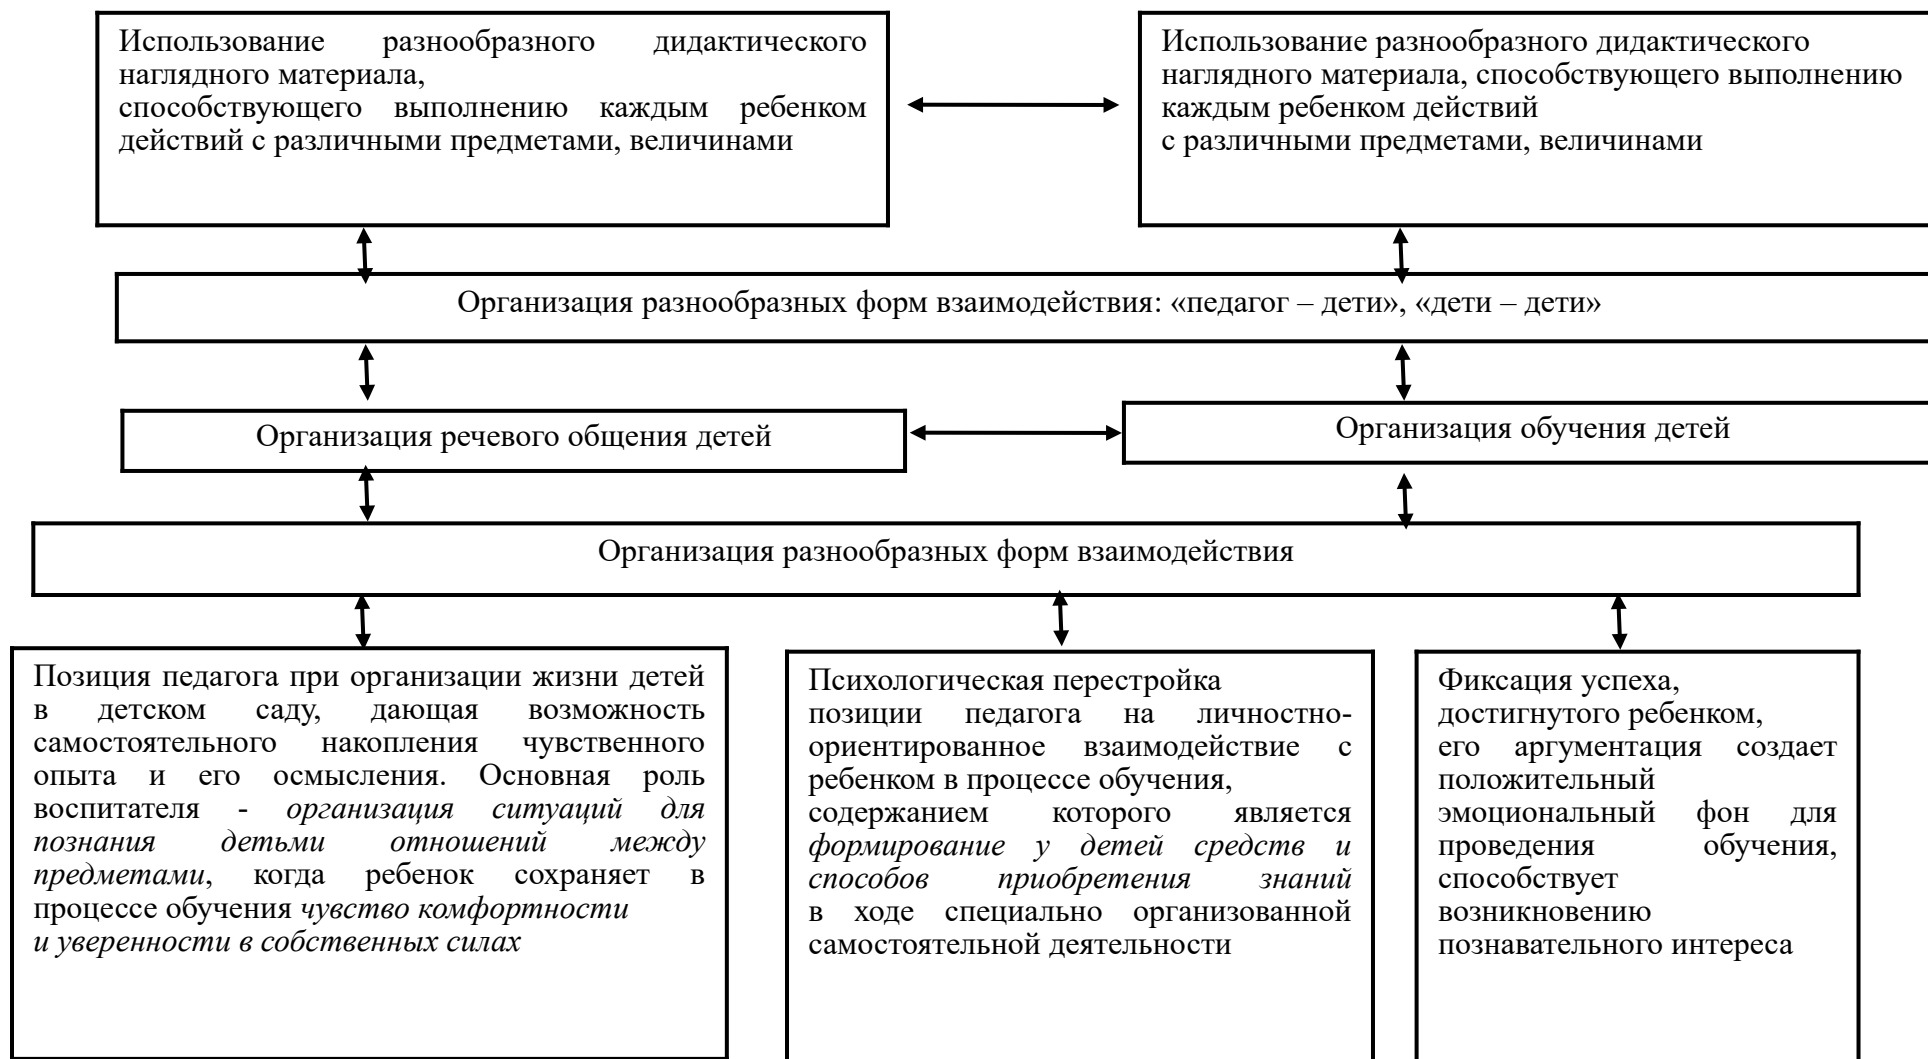 Использование разнообразного дидактического
наглядного материала,
способствующего выполнению каждым ребенком
действий с различными предметами, величинами
Использование разнообразного дидактического
наглядного материала, способствующего выполнению
каждым ребенком действий
с различными предметами, величинами
Организация разнообразных форм взаимодействия: «педагог – дети», «дети – дети»
Организация речевого общения детей
Организация обучения детей
Организация разнообразных форм взаимодействия
Позиция педагога при организации жизни детей
в детском саду, дающая возможность
самостоятельного накопления чувственного
опыта и его осмысления. Основная роль
воспитателя - организация ситуаций для
познания детьми отношений между
предметами, когда ребенок сохраняет в
процессе обучения чувство комфортности
и уверенности в собственных силах
Психологическая перестройка
позиции педагога на личностно-
ориентированное взаимодействие с
ребенком в процессе обучения,
содержанием которого является
формирование у детей средств и
способов приобретения знаний
в ходе специально организованной
самостоятельной деятельности
Фиксация успеха,
достигнутого ребенком,
его аргументация создает
положительный
эмоциональный фон для
проведения обучения,
способствует
возникновению
познавательного интереса